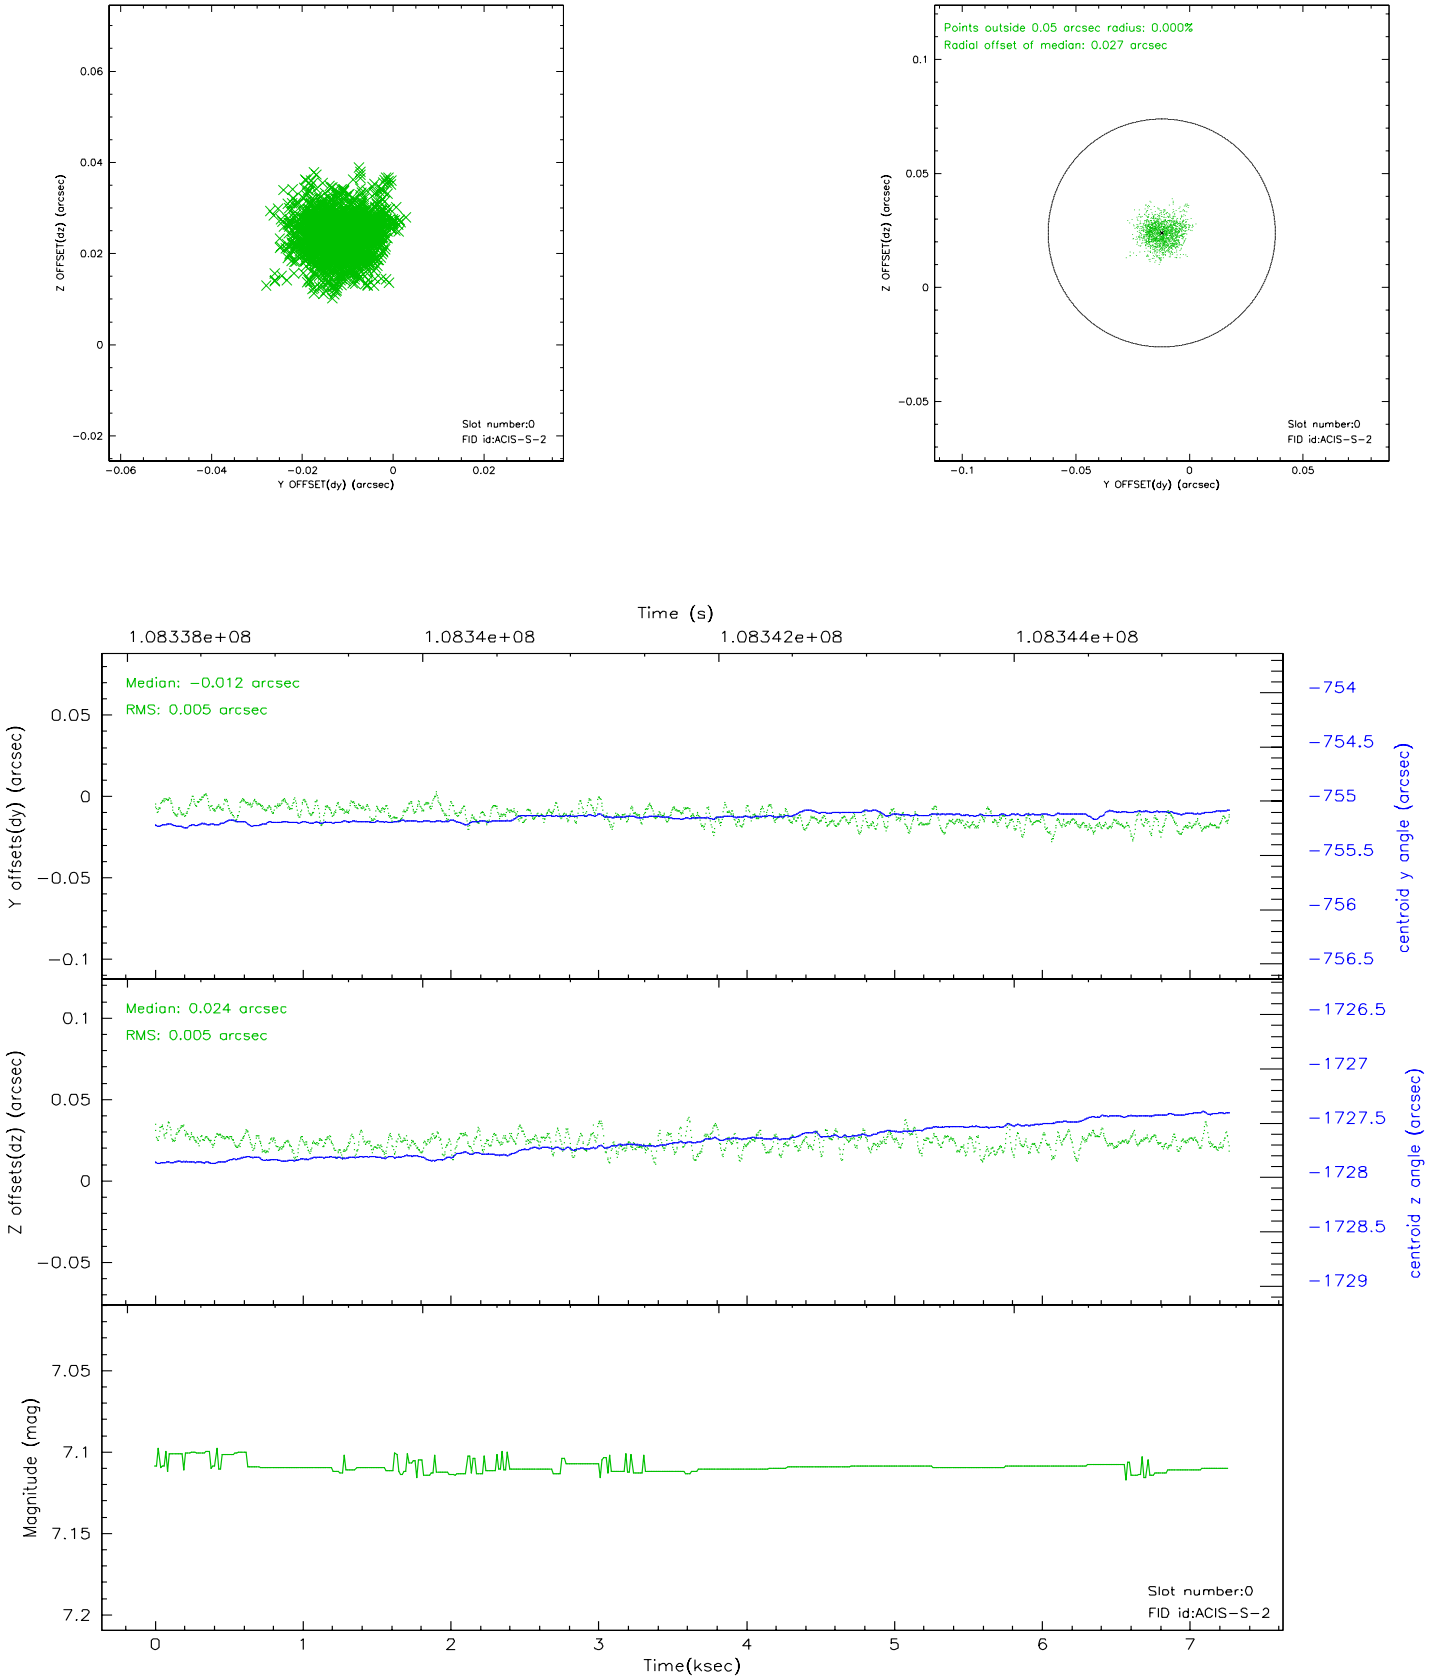 0.06
0.04
0.02
0
-0.02
Z OFFSET(dz) (arcsec)
Slot number:0
FID id:ACIS-S-2
-0.06 -0.04 -0.02 0 0.02
Y OFFSET(dy) (arcsec)
Points outside 0.05 arcsec radius: 0.000%
Radial offset of median: 0.027 arcsec
0.1
0.05
0
-0.05
Z OFFSET(dz) (arcsec)
Slot number:0
FID id:ACIS-S-2
-0.1 -0.05 0 0.05
Y OFFSET(dy) (arcsec)
Time (s)
1.08338e+08 1.0834e+08 1.08342e+08 1.08344e+08
Median: -0.012 arcsec
RMS: 0.005 arcsec
0.05
0
-0.05
-0.1
Y offsets(dy) (arcsec)
-754
-754.5
-755
-755.5
-756
-756.5
centroid y angle (arcsec)
Median: 0.024 arcsec
RMS: 0.005 arcsec
0.1
0.05
0
-0.05
Z offsets(dz) (arcsec)
-1726.5
-1727
-1727.5
-1728
-1728.5
-1729
centroid z angle (arcsec)
7.05
7.1
7.15
7.2
Magnitude (mag)
Slot number:0
FID id:ACIS-S-2
0 1 2 3 4 5 6 7
Time(ksec)